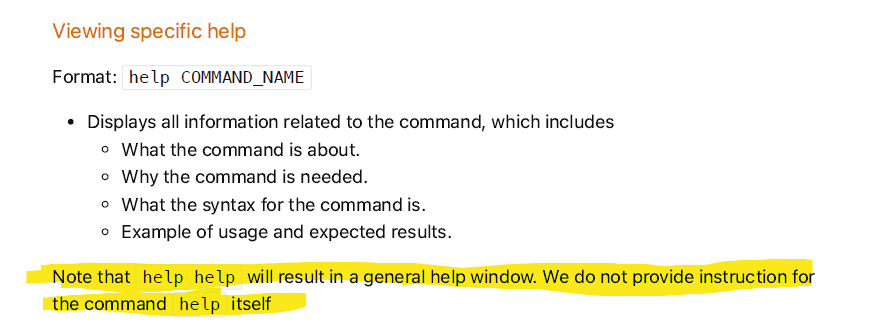 Viewing specific help
Format: help COMMAND_NAME
• Displays all information related to the command, which includes
◦ What the command is about.
◦ Why the command is needed.
◦ What the syntax for the command is.
◦ Example of usage and expected results.
Note that help help will result in a general help window. We do not provide instruction for
the command help itself